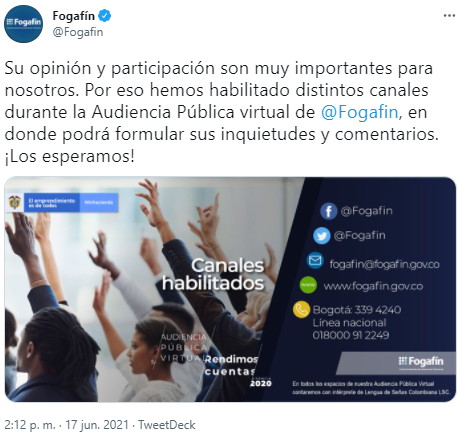 Fogafín
@Fogafin
Su opinión y participación son muy importantes para
nosotros. Por eso hemos habilitado distintos canales
durante la Audiencia Pública virtual de @Fogafin, en
donde podrá formular sus inquietudes y comentarios.
¡Los esperamos!
El emprendimiento
es de todos
Minhacienda
Canales
habilitados
AUDIENCIA
PÚBLICA
VIRTUAL
Rendimos
cuentas
2020
@Fogafin
@Fogafin
fogafin@fogafin.gov.co
www.fogafin.gov.co
Bogotá: 339 4240
Línea nacional
018000 91 2249
Fogafín
En todos los espacios de nuestra Audiencia Pública Virtual
contaremos con intérprete de Lengua de Señas Colombiana LSC
2:12 p. m. · 17 jun. 2021 · TweetDeck